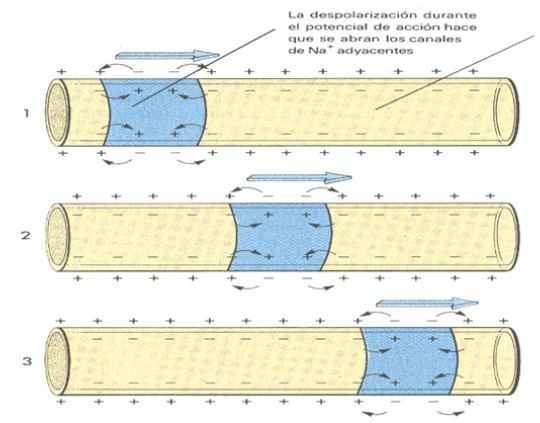 La despolarización durante
el potencial de acción hace
que se abran los canales
de Na+ adyacentes
1
2
3